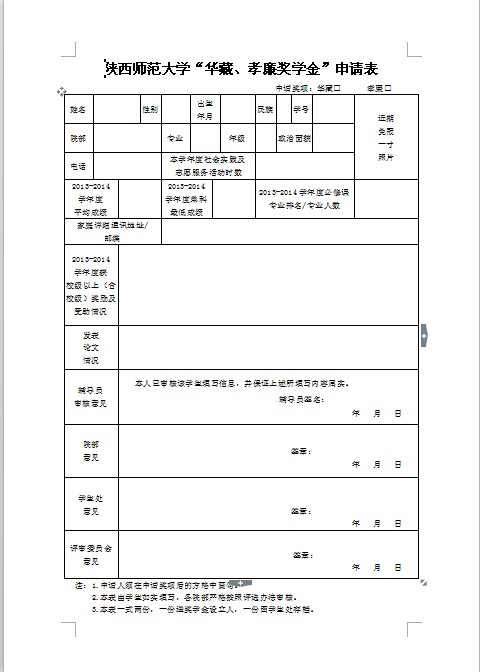 陕西师范大学“华藏、孝廉奖学金”申请表
申请奖项：华藏□ 孝廉□
姓名 性别 出生年月 民族 学号 近期免冠一寸照片
院部 专业 年级 政治面貌
电话 本学年度社会实践及志愿服务活动时数
2013-2014学年度平均成绩 2013-2014学年度单科最低成绩 2013-2014学年度必修课专业排名/专业人数
家庭详细通讯地址/邮编
2013-2014
学年度获
校级以上（含
校级）奖励及
受助情况
发表
论文
情况
本人已审核该学生填写信息，并保证上述所填写内容属实。
辅导员
审核意见
辅导员签名：
年 月 日
院部
意见
签章：
年 月 日
学生处
意见
签章：
年 月 日
评审委员会
意见
签章：
年 月 日
注：1.申请人须在申请奖项后的方格中
2.本表由学生如实填写，各院部严格按照评选办法审核。
3.本表一式两份，一份送奖学金设立人，一份由学生处存档。